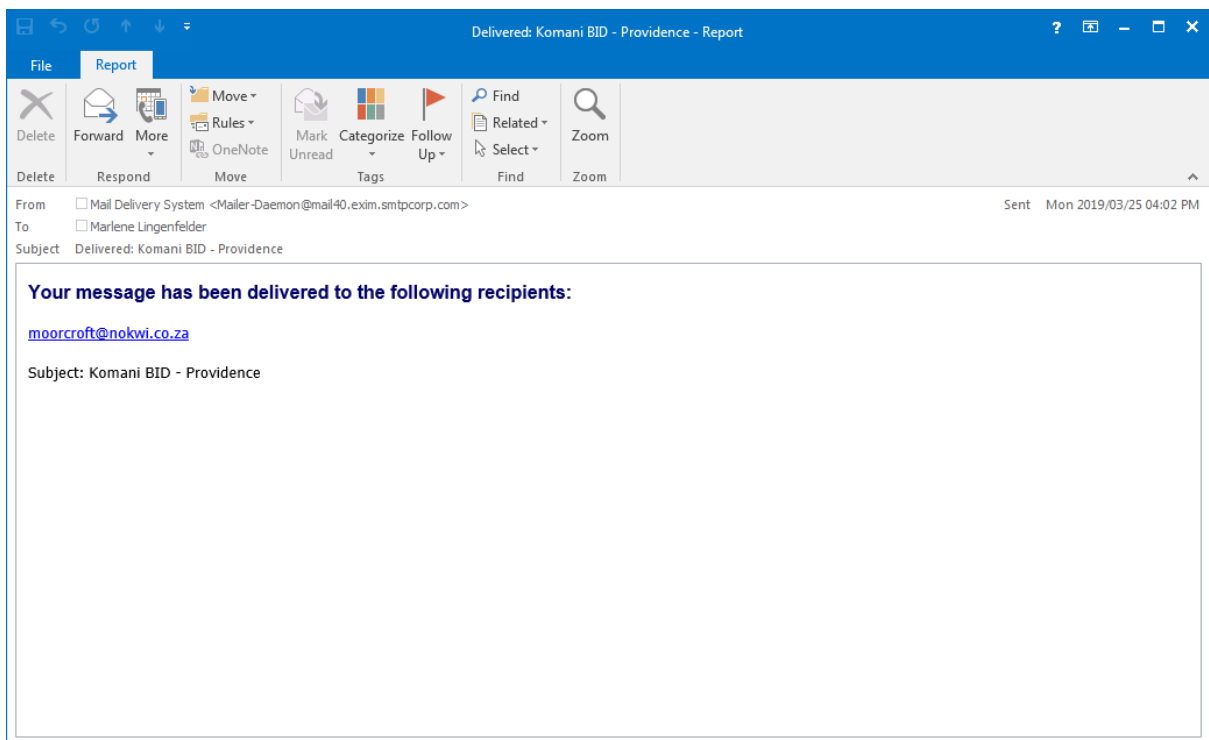 Delivered: Komani BID - Providence - Report ?
File Report
Delete Forward More Move Rules OneNote Mark Unread Categorize Follow Up Find Related Select Zoom
Delete Respond Move Tags Find Zoom
From Mail Delivery System <Mailer-Daemon@mail40.exim.smtpcorp.com> Sent Mon 2019/03/25 04:02 PM
To Marlene Lingenfelder
Subject Delivered: Komani BID - Providence
Your message has been delivered to the following recipients:
moorcroft@nokwi.co.za
Subject: Komani BID - Providence